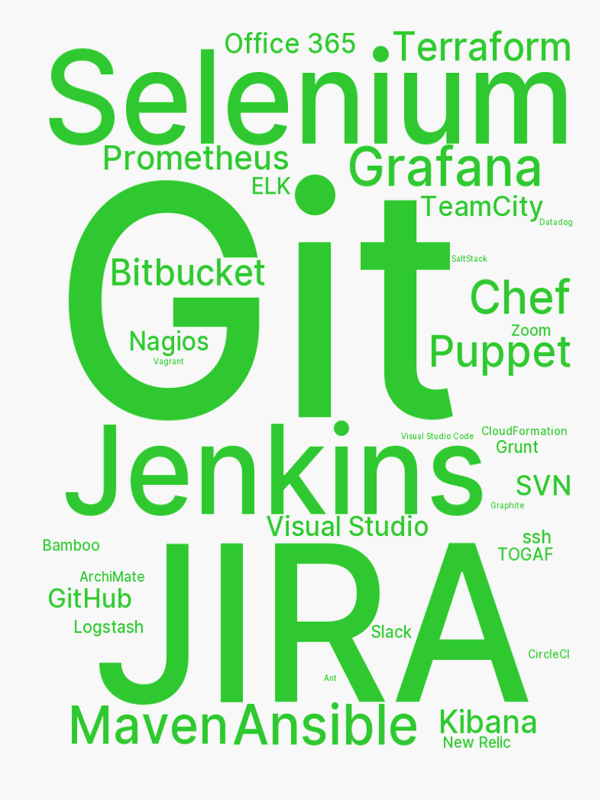 Office 365
Terraform
Selenium
Prometheus
Grafana
ELK
TeamCity
Datadog
Git
SaltStack
Bitbucket
Chef
Zoom
Nagios
Puppet
Vagrant
CloudFormation
Visual Studio Code
Grunt
Jenkins
SVN
Graphite
Visual Studio
ssh
Bamboo
TOGAF
JIRA
ArchiMate
GitHub
Logstash
Slack
CircleCI
Ant
Maven
Ansible
Kibana
New Relic